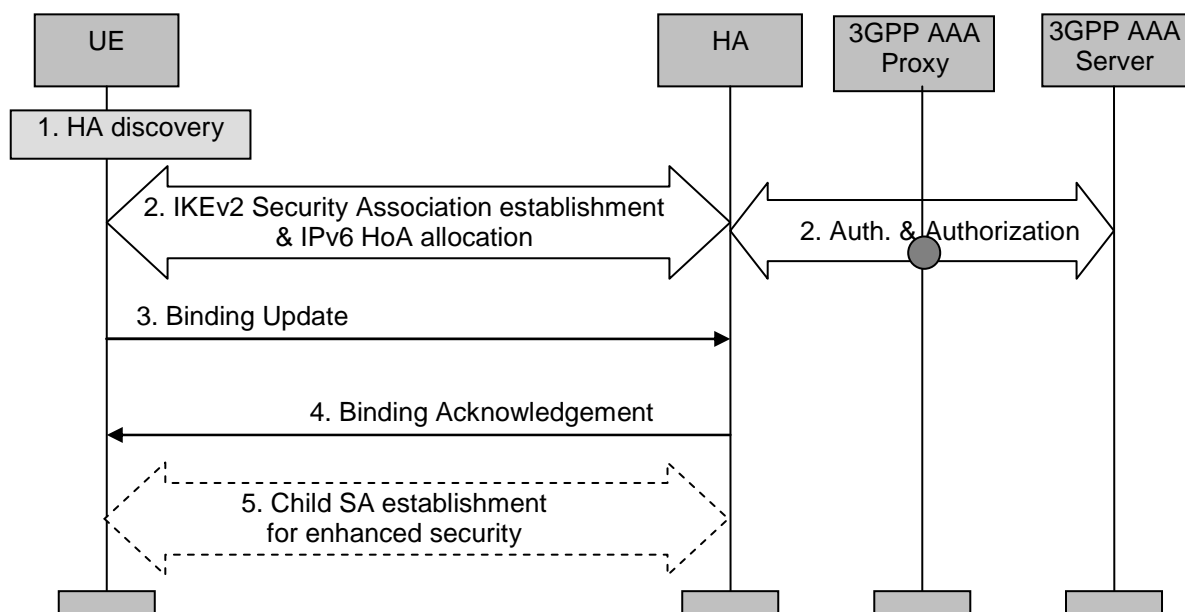 UE
HA
3GPP AAA
Proxy
3GPP AAA
Server
1. HA discovery
2. IKEv2 Security Association establishment
& IPv6 HoA allocation
2. Auth. & Authorization
3. Binding Update
4. Binding Acknowledgement
5. Child SA establishment
for enhanced security